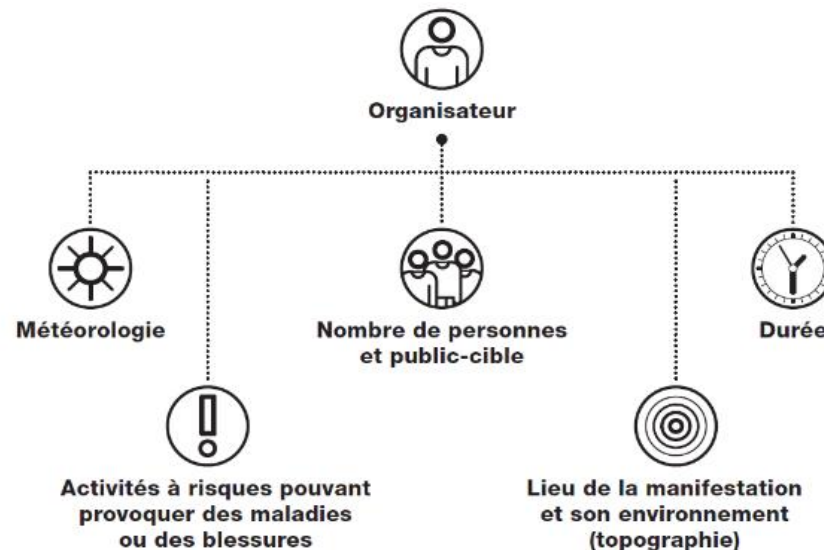 Organisateur
Météorologie
Nombre de personnes
et public-cible
Durée
Activités à risques pouvant
provoquer des maladies
ou des blessures
Lieu de la manifestation
et son environnement
(topographie)